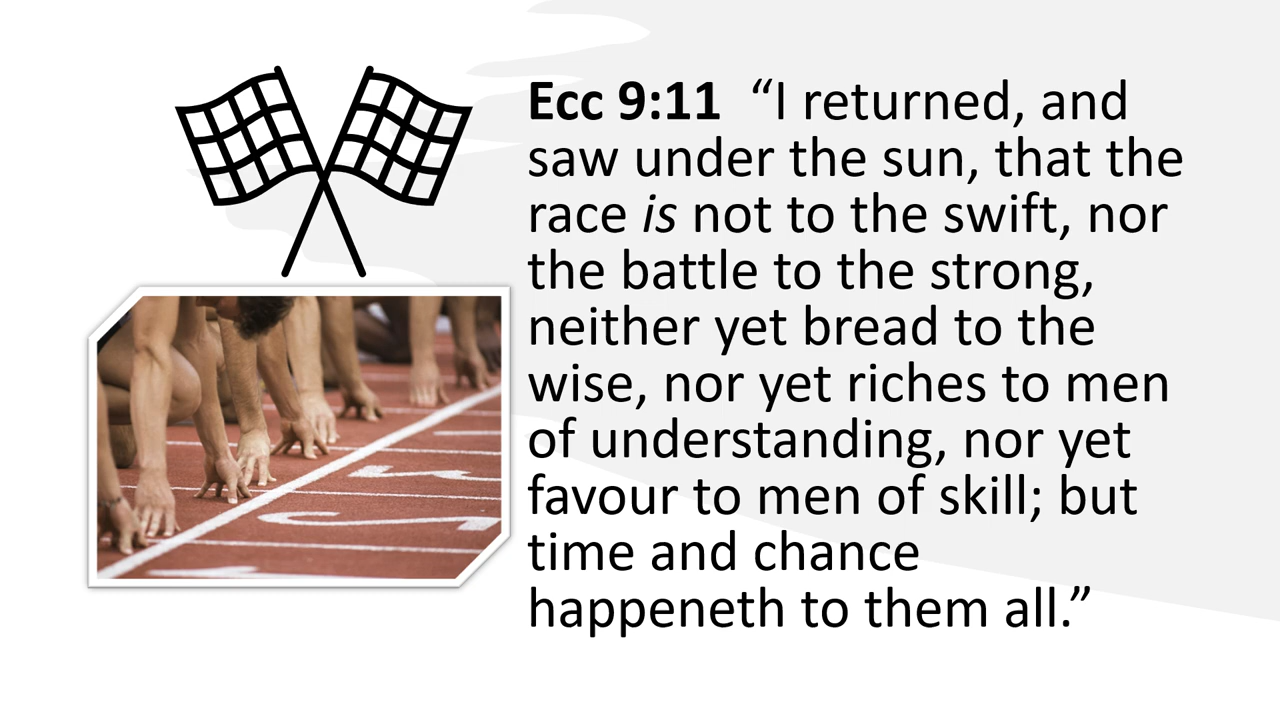 Ecc 9:11  “I returned, and
saw under the sun, that the
race is not to the swift, nor
the battle to the strong,
neither yet bread to the
wise, nor yet riches to men
of understanding, nor yet
favour to men of skill; but
time and chance
happeneth to them all.”